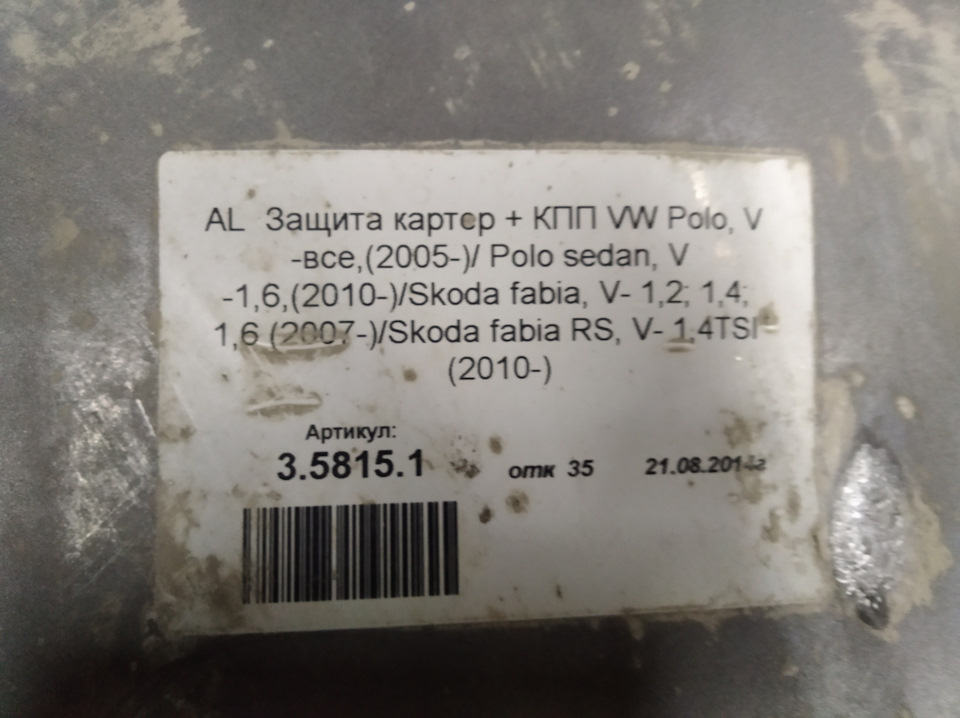 AL Защита картер + КПП VW Polo, V
-все,(2005-)/ Polo sedan, V
-1,6,(2010-)/Skoda fabia, V- 1,2; 1,4;
1,6 (2007-)/Skoda fabia RS, V- 1,4TSI
(2010-)
Артикул:
3.5815.1 отк 35